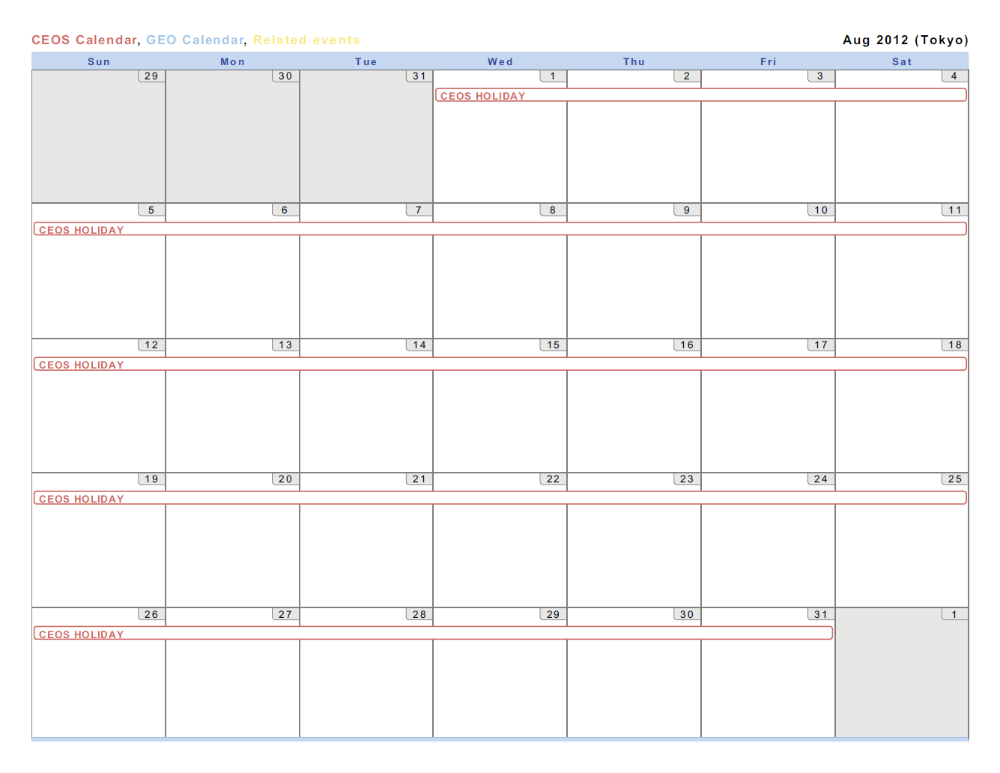 CEOS Calendar, GEO Calendar, Related events Aug 2012 (Tokyo)
Sun Mon Tue Wed Thu Fri Sat
29 30 31 1 2 3 4
CEOS HOLIDAY
5 6 7 8 9 10 11
CEOS HOLIDAY
12 13 14 15 16 17 18
CEOS HOLIDAY
19 20 21 22 23 24 25
CEOS HOLIDAY
26 27 28 29 30 31 1
CEOS HOLIDAY